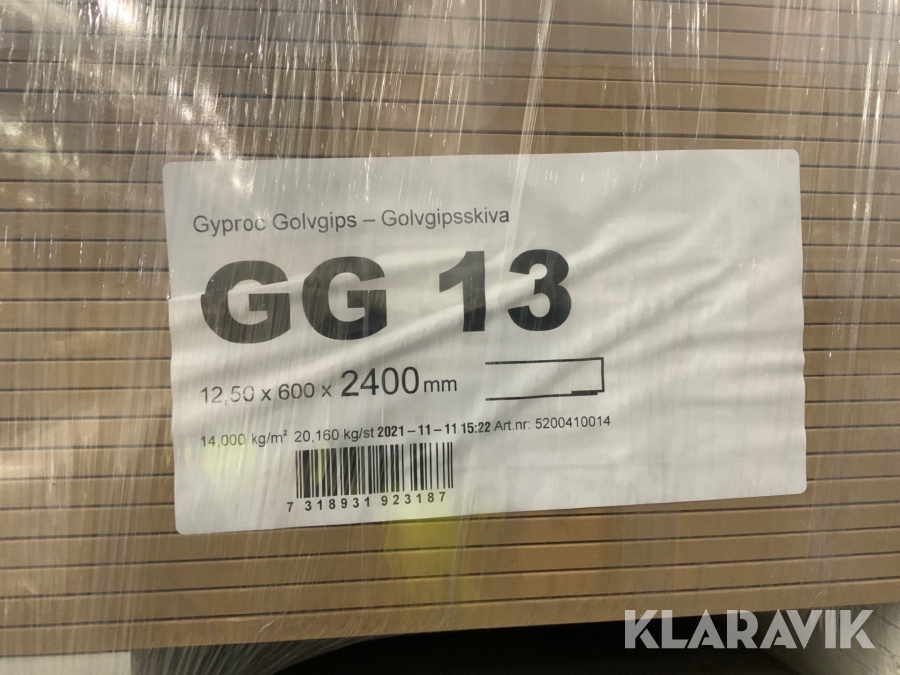 Gyproc Golvgips – Golvgipsskiva
GG 13
12,50 x 600 x 2400 mm
14,000 kg/m² 20,160 kg/st 2021-11-11 15:22 Art.nr: 5200410014
7 318931 923187
KLARAVIK